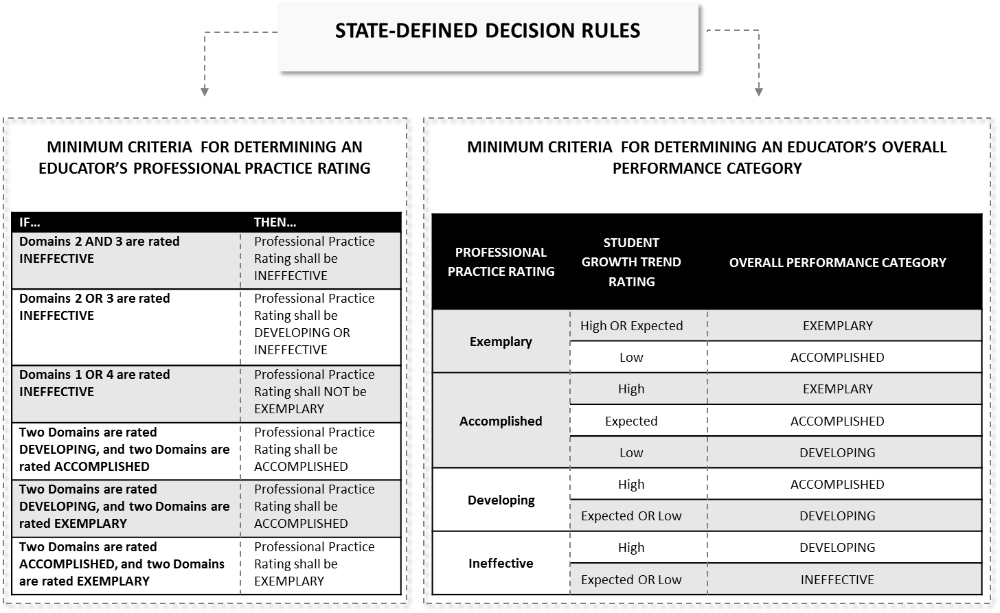 STATE-DEFINED DECISION RULES
MINIMUM CRITERIA FOR DETERMINING AN
EDUCATOR’S PROFESSIONAL PRACTICE RATING
IF…
THEN…
Domains 2 AND 3 are rated
INEFFECTIVE
Professional Practice
Rating shall be
INEFFECTIVE
Domains 2 OR 3 are rated
INEFFECTIVE
Professional Practice
Rating shall be
DEVELOPING OR
INEFFECTIVE
Domains 1 OR 4 are rated
INEFFECTIVE
Professional Practice
Rating shall NOT be
EXEMPLARY
Two Domains are rated
DEVELOPING, and two Domains are
rated ACCOMPLISHED
Professional Practice
Rating shall be
ACCOMPLISHED
Two Domains are rated
DEVELOPING, and two Domains are
rated EXEMPLARY
Professional Practice
Rating shall be
ACCOMPLISHED
Two Domains are rated
ACCOMPLISHED, and two Domains
are rated EXEMPLARY
Professional Practice
Rating shall be
EXEMPLARY
MINIMUM CRITERIA FOR DETERMINING AN EDUCATOR’S OVERALL
PERFORMANCE CATEGORY
PROFESSIONAL
PRACTICE RATING
STUDENT
GROWTH TREND
RATING
OVERALL PERFORMANCE CATEGORY
Exemplary
High OR Expected
EXEMPLARY
Low
ACCOMPLISHED
Accomplished
High
EXEMPLARY
Expected
ACCOMPLISHED
Low
DEVELOPING
Developing
High
ACCOMPLISHED
Expected OR Low
DEVELOPING
Ineffective
High
DEVELOPING
Expected OR Low
INEFFECTIVE